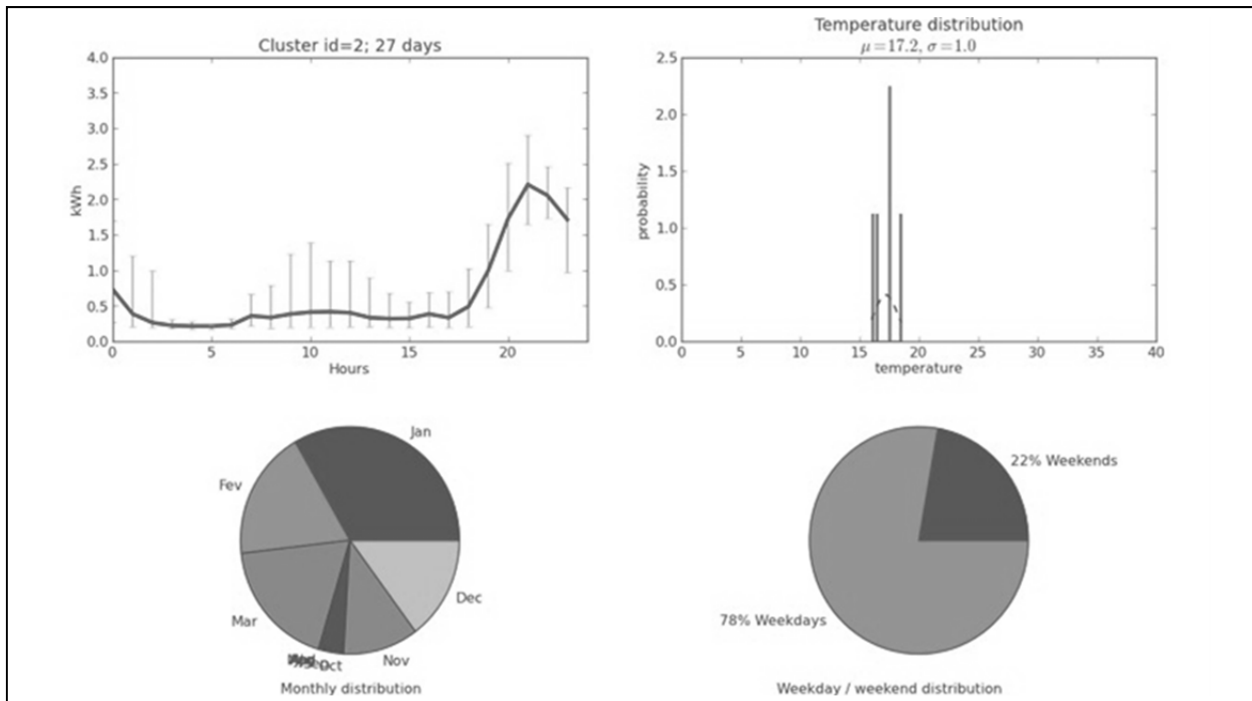 Cluster id=2; 27 days
4.0
3.5
3.0
2.5
2.0
1.5
1.0
0.5
0.0
kWh
0 5 10 15 20
Hours
Temperature distribution
μ=17.2, σ=1.0
2.5
2.0
1.5
1.0
0.5
0.0
probability
0 5 10 15 20 25 30 35 40
temperature
Jan
Fev
Mar
Oct
Nov
Dec
Monthly distribution
22% Weekends
78% Weekdays
Weekday / weekend distribution